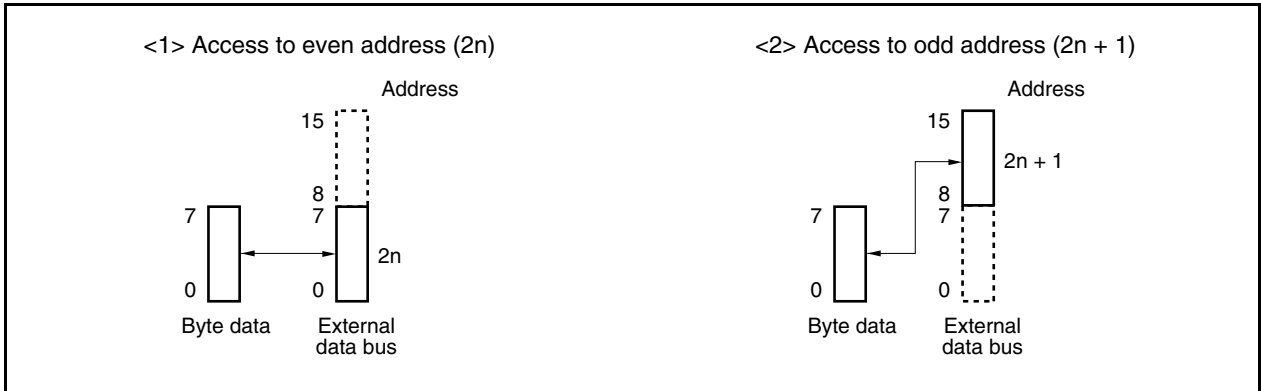 <1> Access to even address (2n)
Address
15
8
7
7
2n
0
0
Byte data
External
data bus
<2> Access to odd address (2n + 1)
Address
15
2n + 1
8
7
7
0
0
Byte data
External
data bus